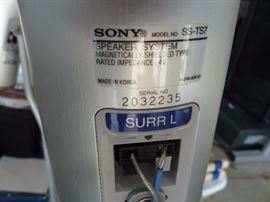 SONY® MODEL NO. SS-TS7
SPEAKER SYSTEM
MAGNETICALLY SHIELDED TYPE
RATED IMPEDANCE 4Ω
MADE IN KOREA
SERIAL NO.
2032235
SURR L